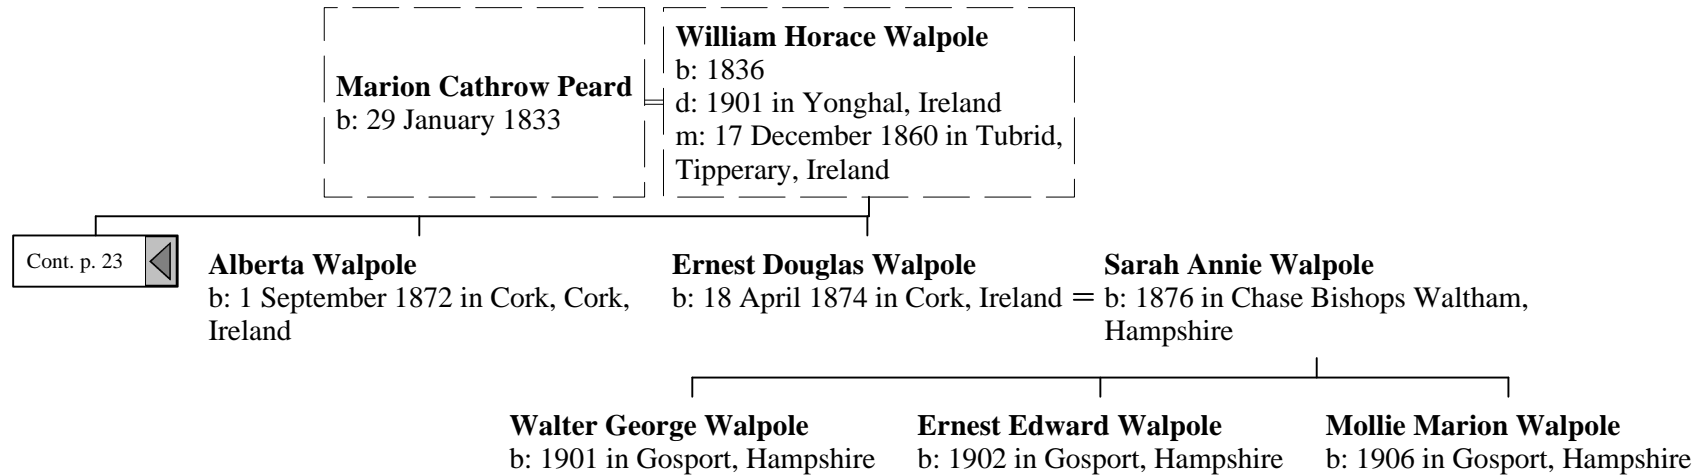 Marion Cathrow Peard
b: 29 January 1833
William Horace Walpole
b: 1836
d: 1901 in Yonghal, Ireland
m: 17 December 1860 in Tubrid,
Tipperary, Ireland
Cont. p. 23
Alberta Walpole
b: 1 September 1872 in Cork, Cork,
Ireland
Ernest Douglas Walpole
b: 18 April 1874 in Cork, Ireland
=
Sarah Annie Walpole
b: 1876 in Chase Bishops Waltham,
Hampshire
Walter George Walpole
b: 1901 in Gosport, Hampshire
Ernest Edward Walpole
b: 1902 in Gosport, Hampshire
Mollie Marion Walpole
b: 1906 in Gosport, Hampshire